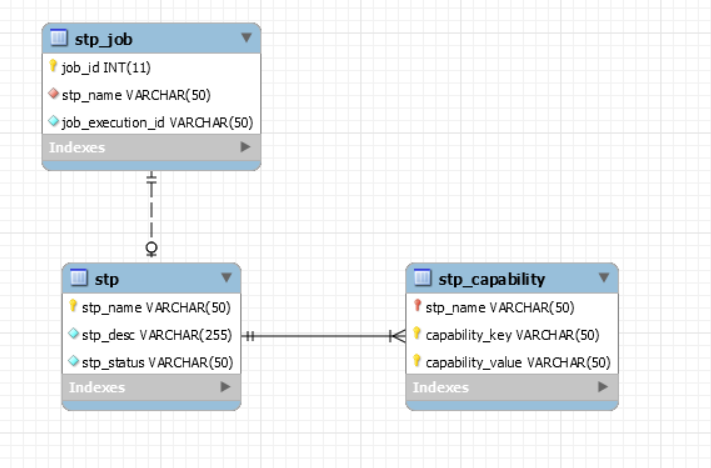 stp_job
job_id INT(11)
stp_name VARCHAR(50)
job_execution_id VARCHAR(50)
Indexes
stp
stp_name VARCHAR(50)
stp_desc VARCHAR(255)
stp_status VARCHAR(50)
Indexes
stp_capability
stp_name VARCHAR(50)
capability_key VARCHAR(50)
capability_value VARCHAR(50)
Indexes